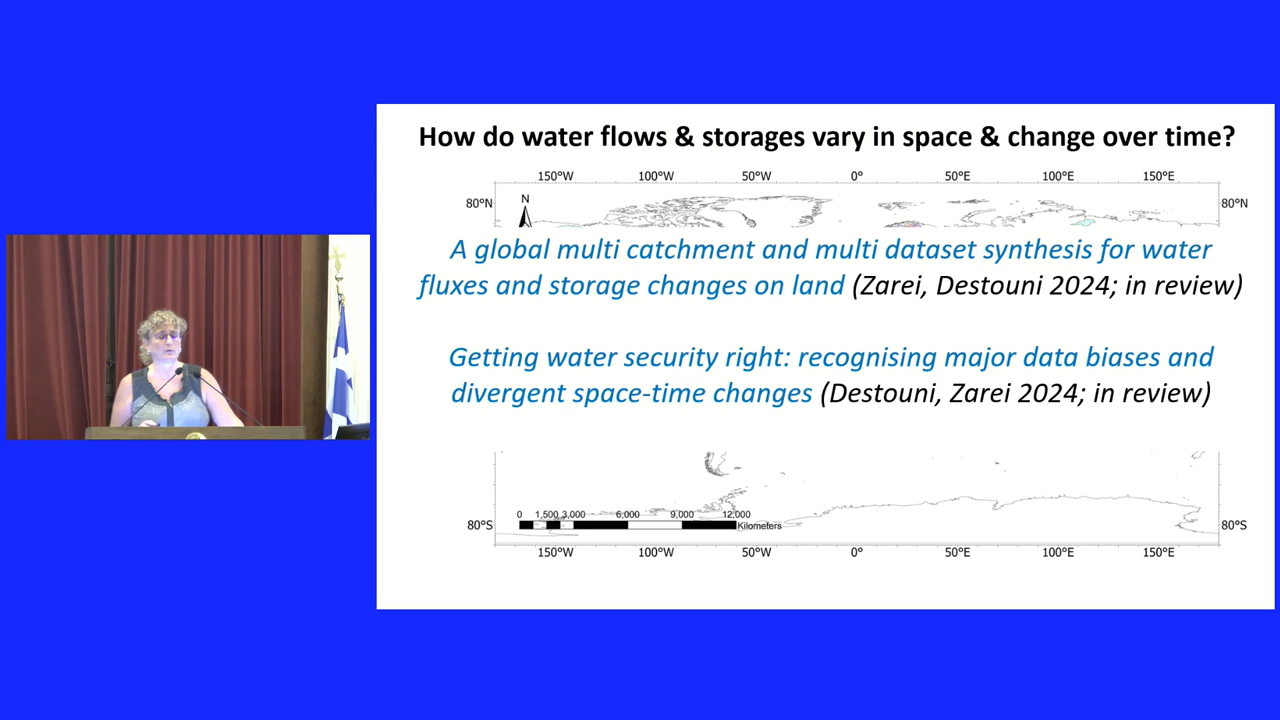 How do water flows & storages vary in space & change over time?
150°W 100°W 50°W 0° 50°E 100°E 150°E
80°N 80°N
N
A global multi catchment and multi dataset synthesis for water
fluxes and storage changes on land (Zarei, Destouni 2024; in review)
Getting water security right: recognising major data biases and
divergent space-time changes (Destouni, Zarei 2024; in review)
0 1,500 3,000 6,000 9,000 12,000
Kilometers
80°S 80°S
150°W 100°W 50°W 0° 50°E 100°E 150°E